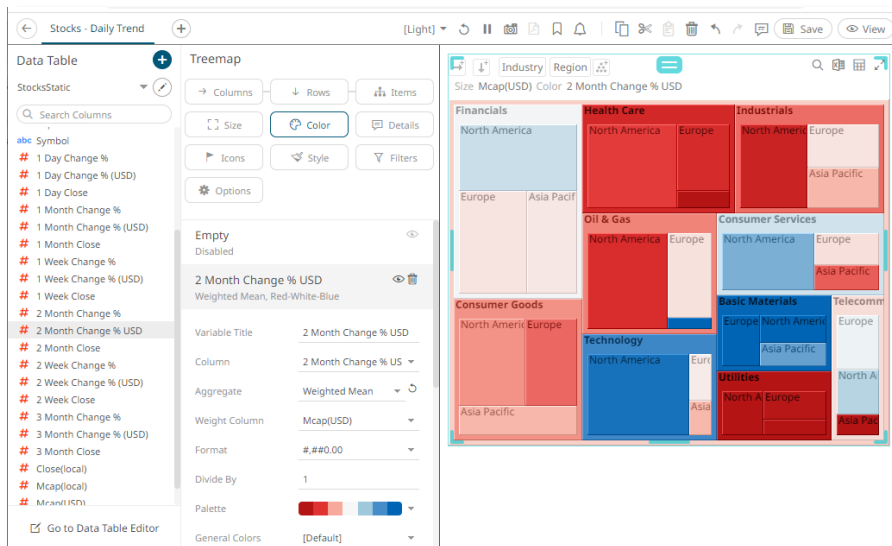 Stocks - Daily Trend
[Light]
Save
View
Data Table
StocksStatic
Search Columns
abc Symbol
# 1 Day Change %
# 1 Day Change % (USD)
# 1 Day Close
# 1 Month Change %
# 1 Month Change % (USD)
# 1 Month Close
# 1 Week Change %
# 1 Week Change % (USD)
# 1 Week Close
# 2 Month Change %
# 2 Month Change % USD
# 2 Month Close
# 2 Week Change %
# 2 Week Change % (USD)
# 2 Week Close
# 3 Month Change %
# 3 Month Change % (USD)
# 3 Month Close
# Close(local)
# Mcap(local)
# Mcap(USD)
Go to Data Table Editor
Treemap
Columns
Rows
Items
Size
Color
Details
Icons
Style
Filters
Options
Empty
Disabled
2 Month Change % USD
Weighted Mean, Red-White-Blue
Variable Title 2 Month Change % USD
Column 2 Month Change % US
Aggregate Weighted Mean
Weight Column Mcap(USD)
Format #,##0.00
Divide By 1
Palette
General Colors [Default]
Industry Region
Size Mcap(USD) Color 2 Month Change % USD
Financials
North America
Europe Asia Pacif
Health Care
North America Europe
Industrials
North Americ Europe
Asia Pacific
Oil & Gas
North America Europe
Consumer Services
North America Europe
Asia Pacific
Consumer Goods
North Americ Europe
Asia Pacific
Technology
North America Euro
Asia
Basic Materials
Europe North Americ
Asia Pacific
Telecomm
Europe
North A
Asia Pac
Utilities
North A Europe